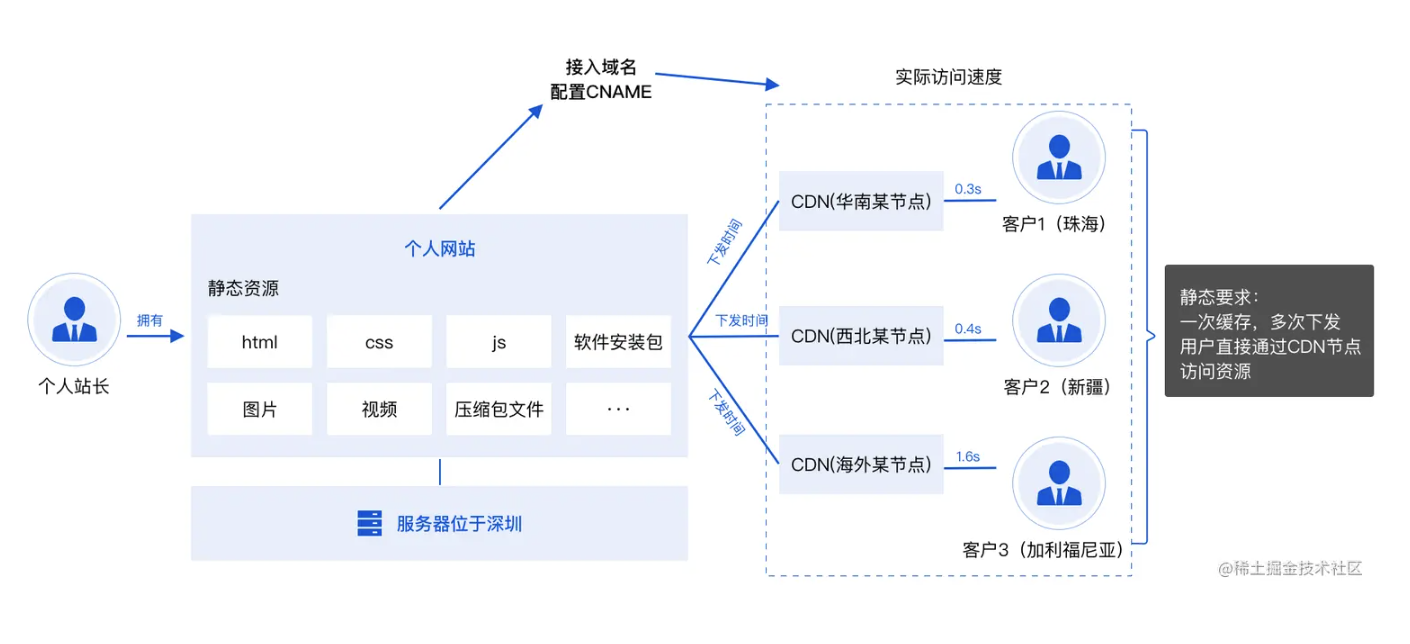 接入域名
配置CNAME
实际访问速度
个人网站
静态资源
html
css
js
软件安装包
图片
视频
压缩包文件
···
拥有
个人站长
服务器位于深圳
下发时间
下发时间
下发时间
CDN(华南某节点)
0.3s
客户1（珠海）
CDN(西北某节点)
0.4s
客户2（新疆）
CDN(海外某节点)
1.6s
客户3（加利福尼亚）
静态要求：
一次缓存，多次下发
用户直接通过CDN节点
访问资源
@稀土掘金技术社区